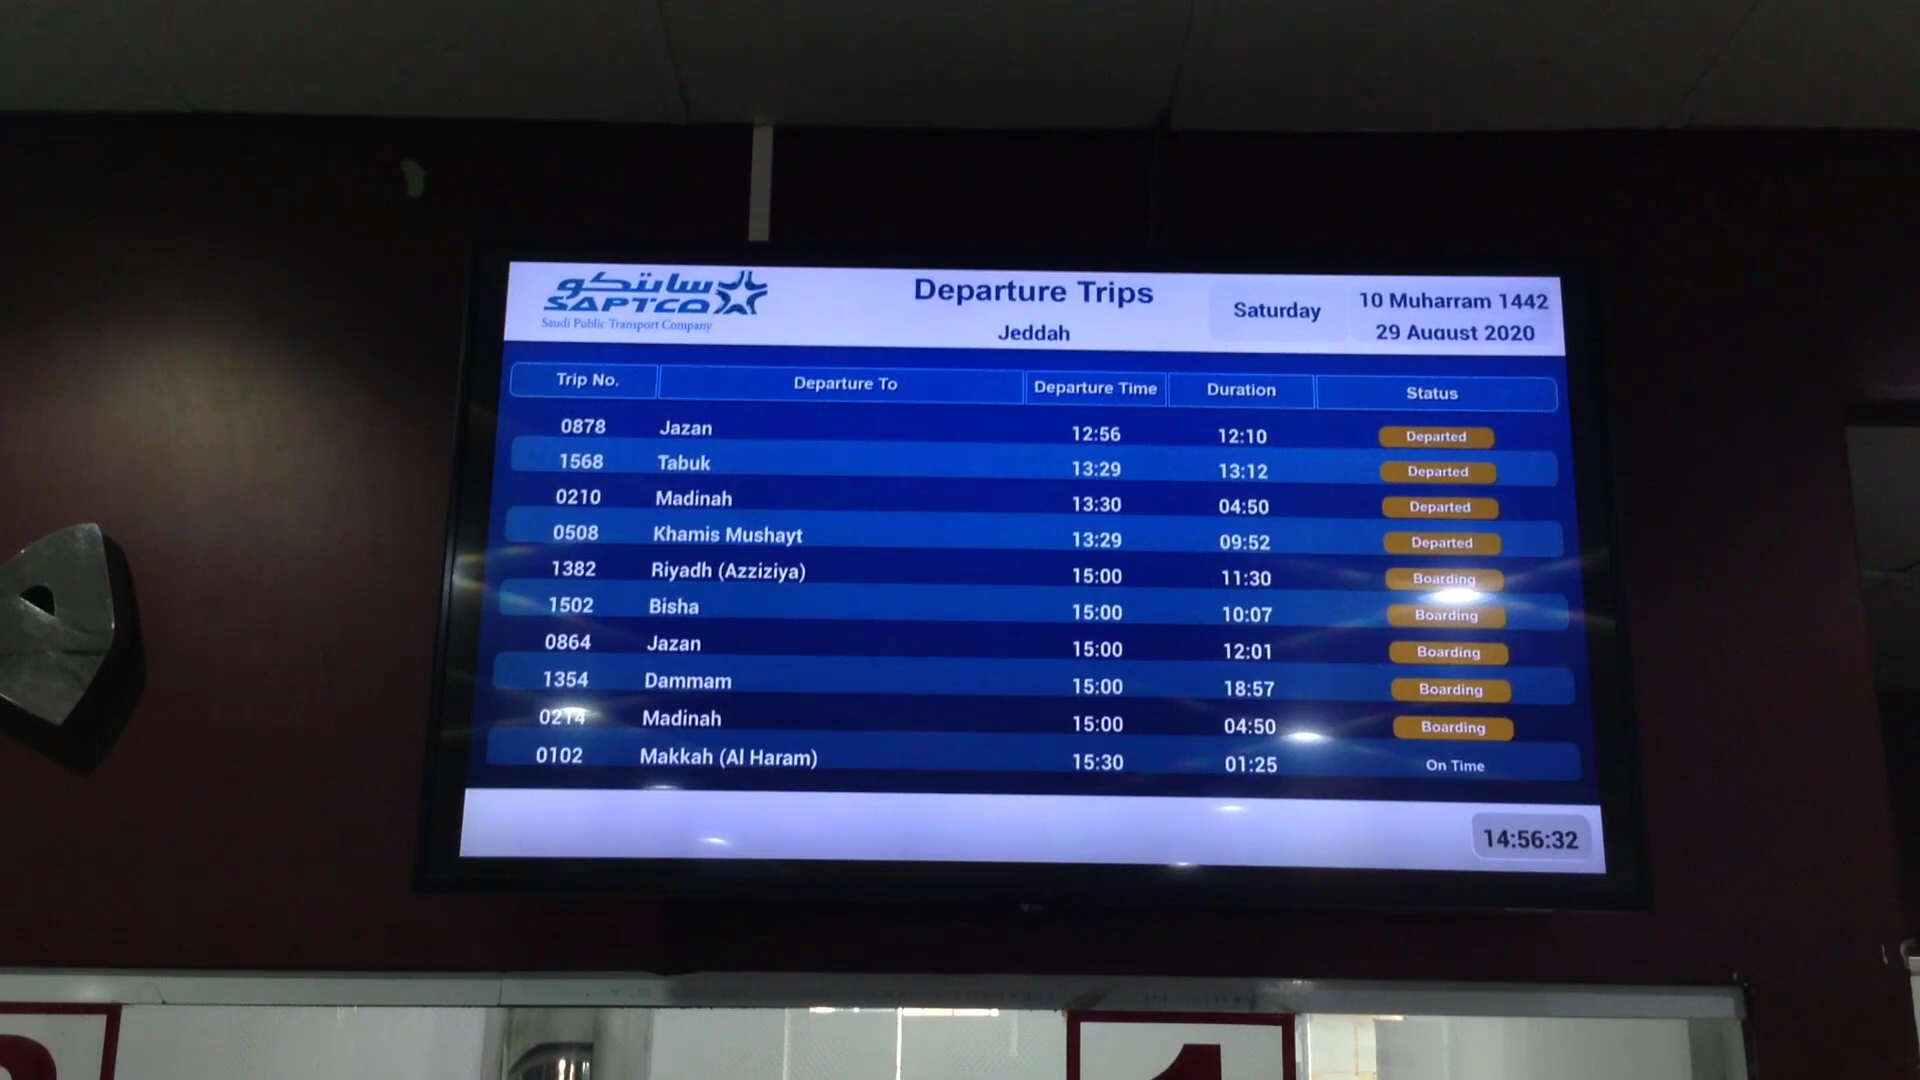 سابتكو
SAPTCO
Saudi Public Transport Company
Departure Trips
Jeddah
Saturday
10 Muharram 1442
29 August 2020
Trip No. Departure To Departure Time Duration Status
0878 Jazan 12:56 12:10 Departed
1568 Tabuk 13:29 13:12 Departed
0210 Madinah 13:30 04:50 Departed
0508 Khamis Mushayt 13:29 09:52 Departed
1382 Riyadh (Azziziya) 15:00 11:30 Boarding
1502 Bisha 15:00 10:07 Boarding
0864 Jazan 15:00 12:01 Boarding
1354 Dammam 15:00 18:57 Boarding
0214 Madinah 15:00 04:50 Boarding
0102 Makkah (Al Haram) 15:30 01:25 On Time
14:56:32
1